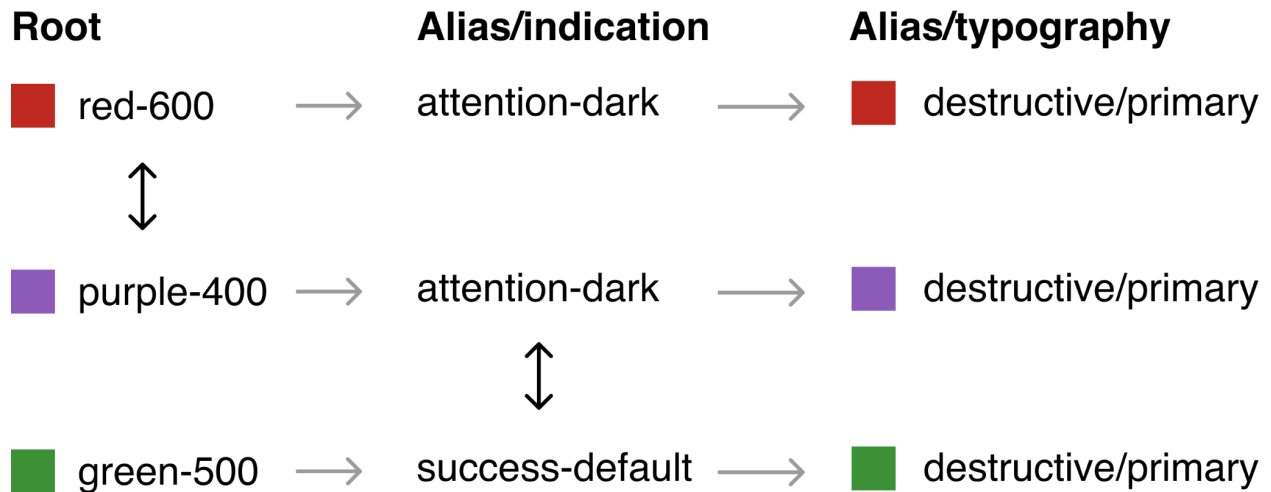 Root Alias/indication Alias/typography
red-600 attention-dark destructive/primary
purple-400 attention-dark destructive/primary
green-500 success-default destructive/primary